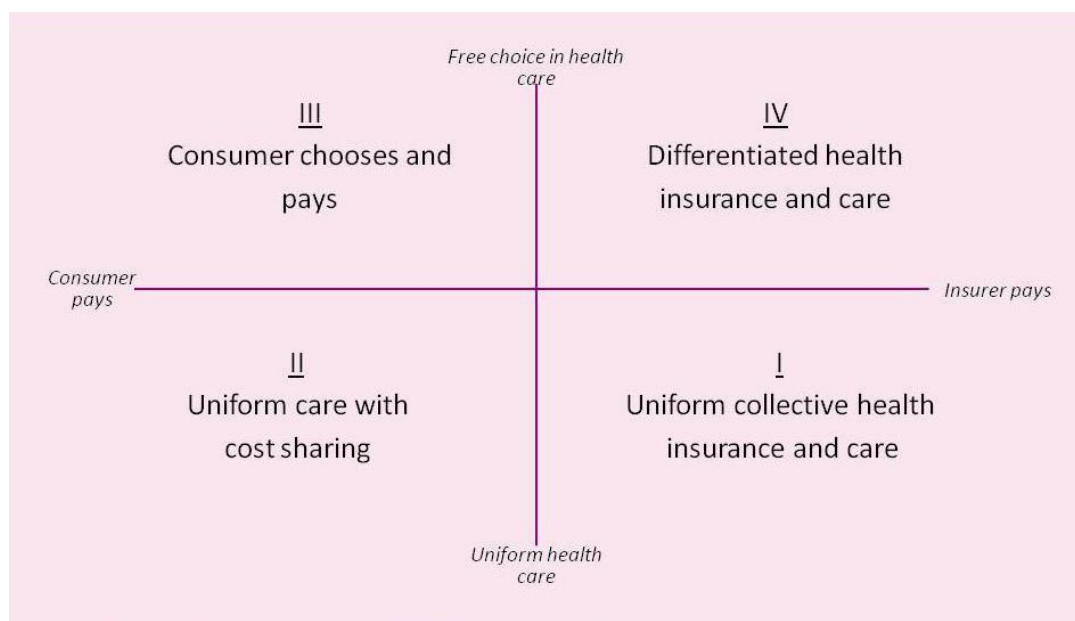 Free choice in health
care
III
Consumer chooses and
pays
IV
Differentiated health
insurance and care
Consumer
pays
Insurer pays
II
Uniform care with
cost sharing
I
Uniform collective health
insurance and care
Uniform health
care